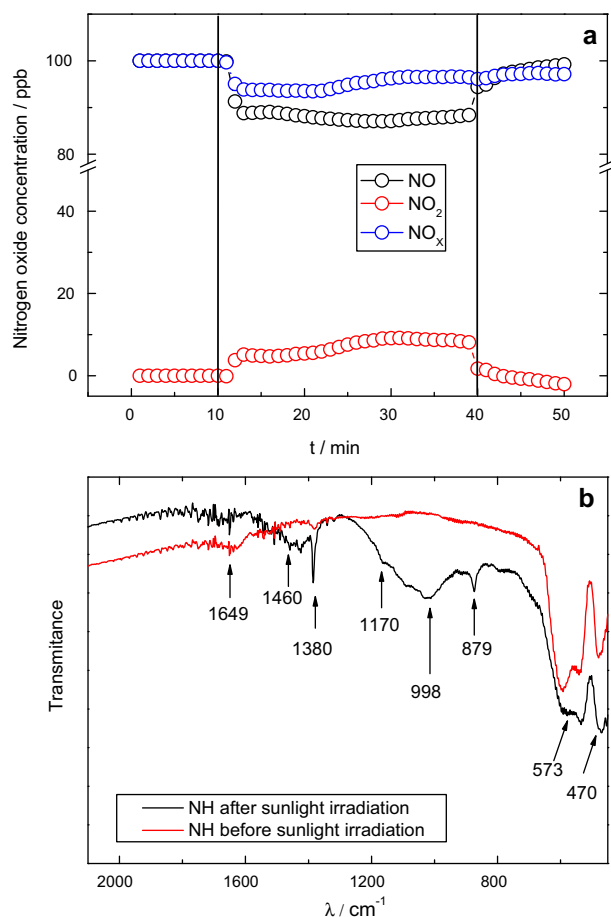 a
Nitrogen oxide concentration / ppb
100
80
40
20
0
NO
NO₂
NOₓ
0 10 20 30 40 50
t / min
b
Transmitance
1649
1460
1380
1170
998
879
573
470
NH after sunlight irradiation
NH before sunlight irradiation
2000 1600 1200 800
λ / cm⁻¹